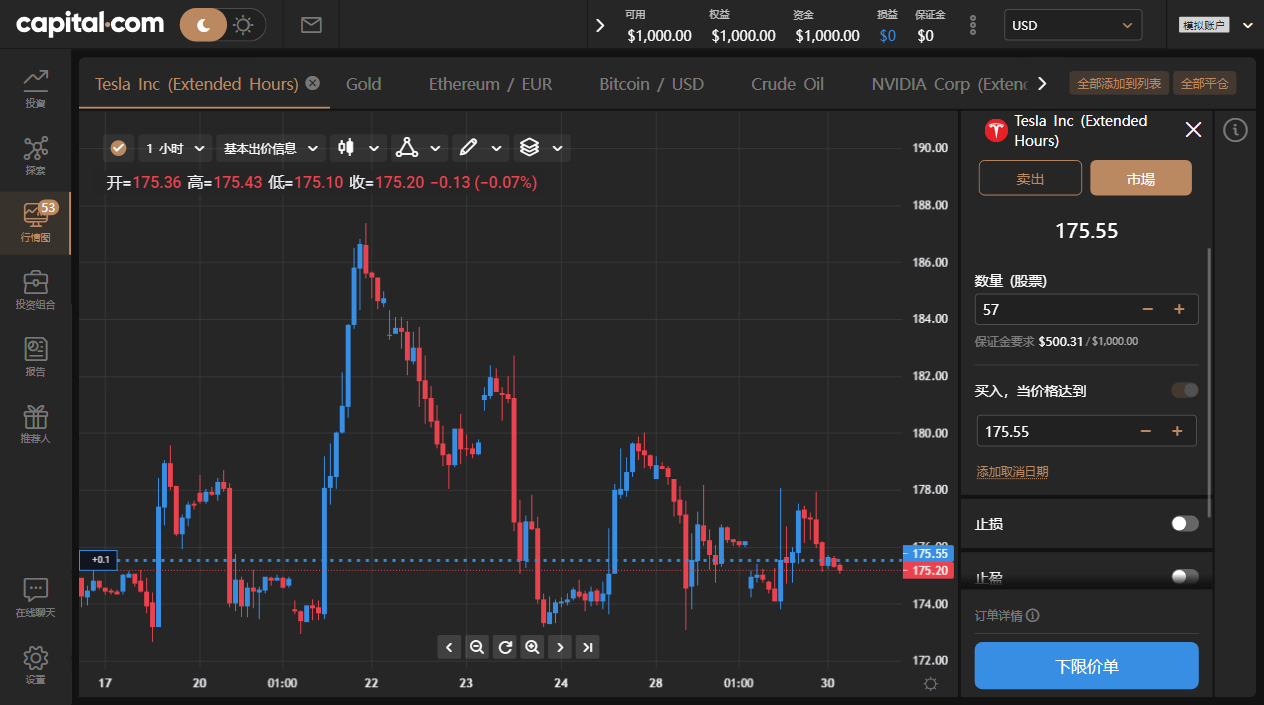 capital.com
可用 权益 资金 损益 保证金
$1,000.00 $1,000.00 $1,000.00 $0 $0
USD
模拟账户
投資
探索
53
行情图
投资组合
报告
推荐人
在线聊天
设置
Tesla Inc (Extended Hours) Gold Ethereum / EUR Bitcoin / USD Crude Oil NVIDIA Corp (Extend
全部添加到列表 全部平仓
1 小时 基本出价信息
开=175.36 高=175.43 低=175.10 收=175.20 −0.13 (−0.07%)
190.00
188.00
186.00
184.00
182.00
180.00
178.00
176.00
175.55
175.20
174.00
172.00
+0.1
17 20 01:00 22 23 24 28 01:00 30
Tesla Inc (Extended
Hours)
卖出 市場
175.55
数量 (股票)
57
保证金要求 $500.31 / $1,000.00
买入，当价格达到
175.55
添加取消日期
止损
止盈
订单详情
下限价单